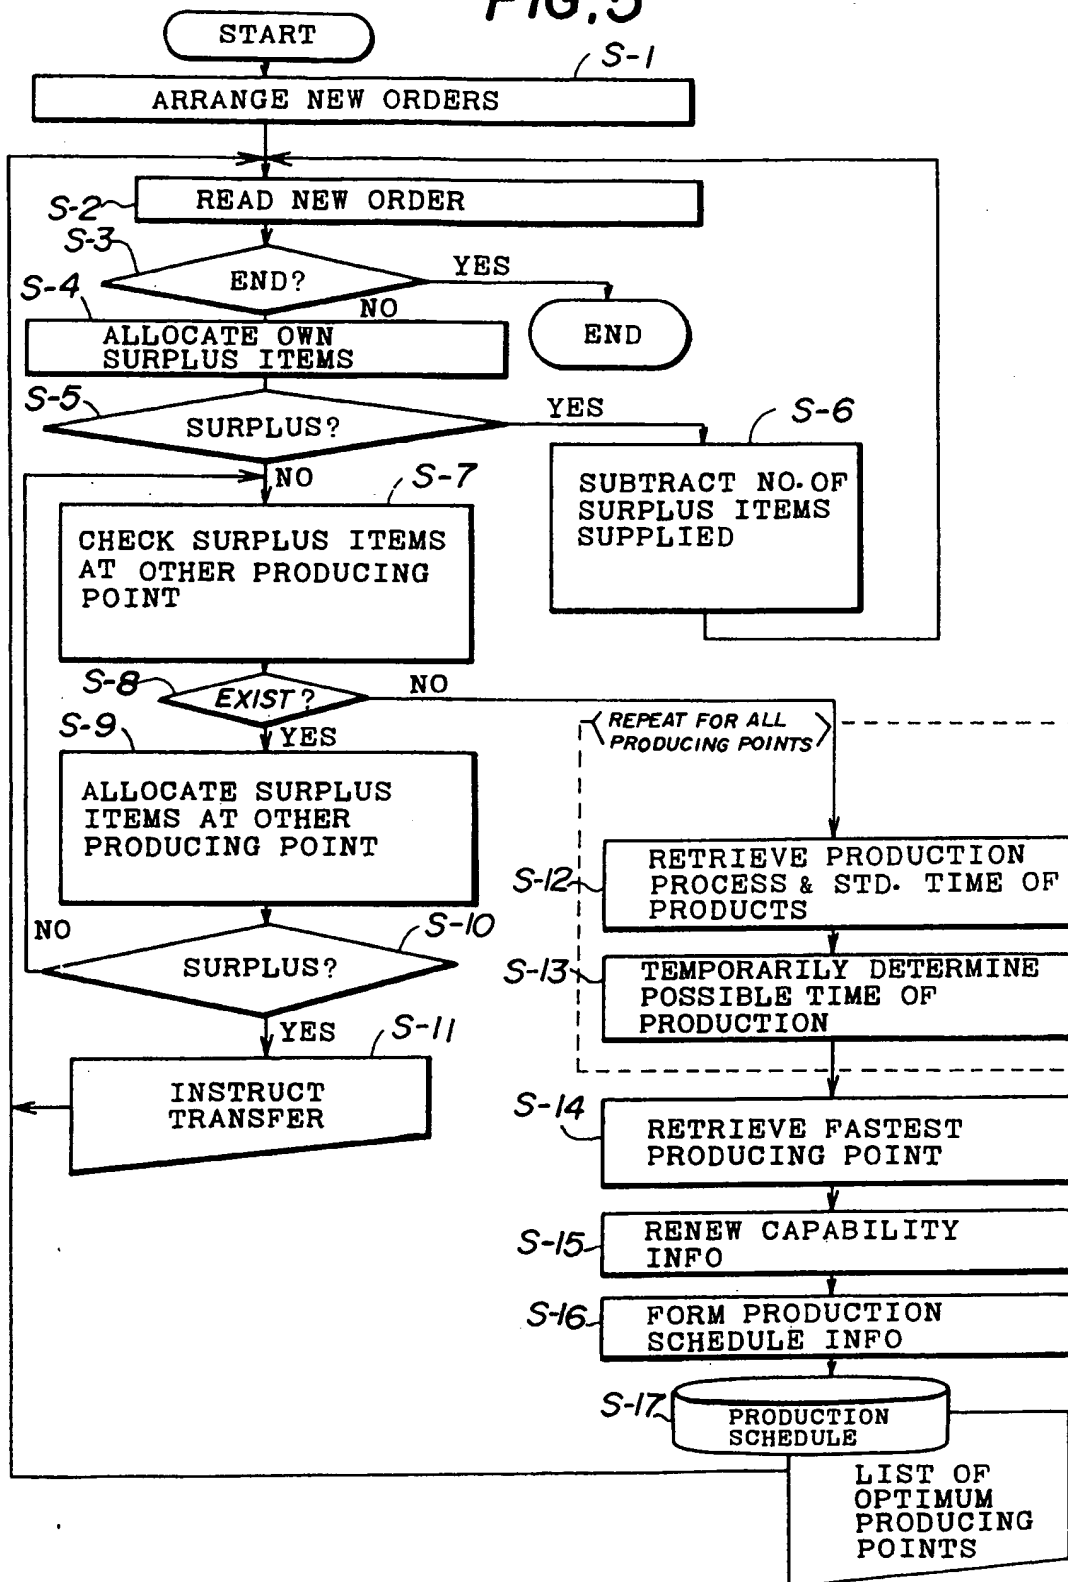 FIG.5
START
S-1
ARRANGE NEW ORDERS
S-2
READ NEW ORDER
S-3
END?
YES
NO
END
S-4
ALLOCATE OWN
SURPLUS ITEMS
S-5
SURPLUS?
YES
NO
S-6
SUBTRACT NO. OF
SURPLUS ITEMS
SUPPLIED
S-7
CHECK SURPLUS ITEMS
AT OTHER PRODUCING
POINT
S-8
EXIST?
NO
YES
S-9
ALLOCATE SURPLUS
ITEMS AT OTHER
PRODUCING POINT
S-10
SURPLUS?
NO
YES
S-11
INSTRUCT
TRANSFER
REPEAT FOR ALL
PRODUCING POINTS
S-12
RETRIEVE PRODUCTION
PROCESS & STD. TIME OF
PRODUCTS
S-13
TEMPORARILY DETERMINE
POSSIBLE TIME OF
PRODUCTION
S-14
RETRIEVE FASTEST
PRODUCING POINT
S-15
RENEW CAPABILITY
INFO
S-16
FORM PRODUCTION
SCHEDULE INFO
S-17
PRODUCTION
SCHEDULE
LIST OF
OPTIMUM
PRODUCING
POINTS